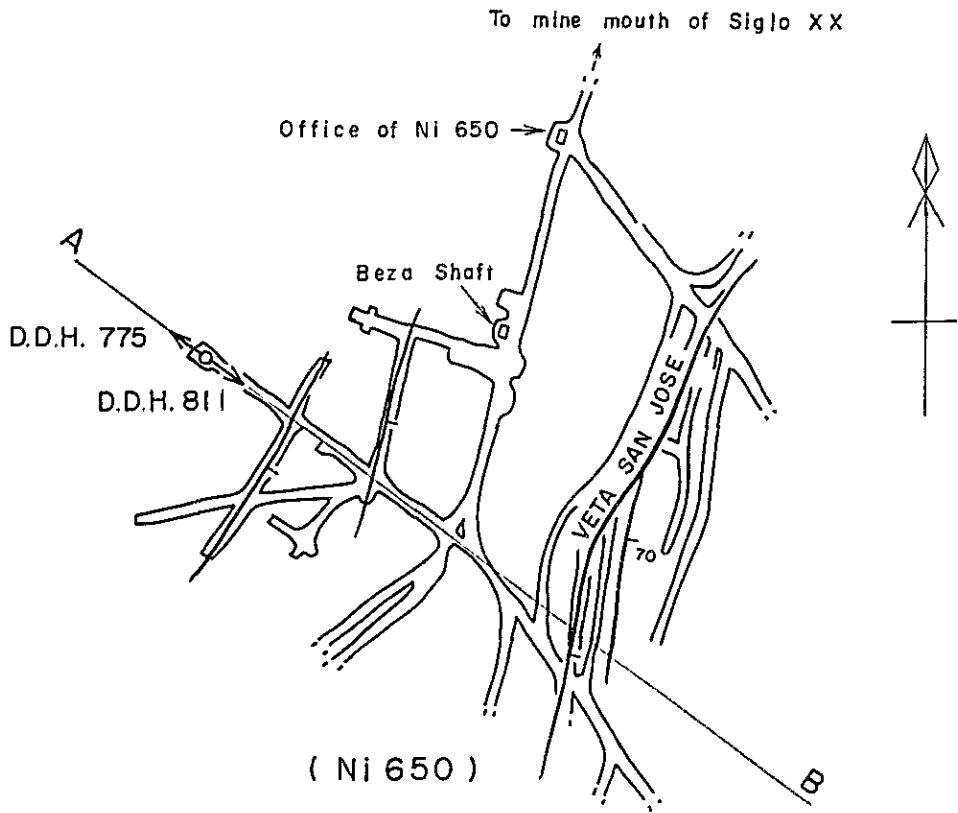 To mine mouth of Siglo XX
Office of Ni 650
A
Beza Shaft
D.D.H. 775
D.D.H. 811
VETA SAN JOSE
70
( Ni 650 )
B